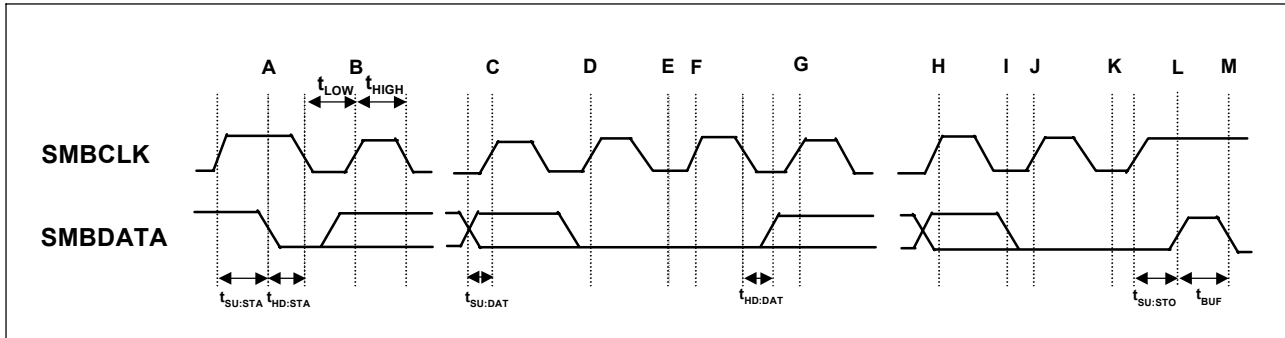 A B C D E F G H I J K L M
tLOW tHIGH
SMBCLK
SMBDATA
tSU:STA tHD:STA tSU:DAT tHD:DAT tSU:STO tBUF